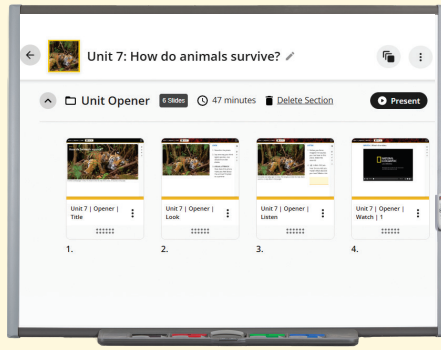 Unit 7: How do animals survive?
Unit Opener 6 Slides 47 minutes Delete Section Present
Unit 7 | Opener | Title
Unit 7 | Opener | Look
Unit 7 | Opener | Listen
Unit 7 | Opener | Watch | 1
1. 2. 3. 4.